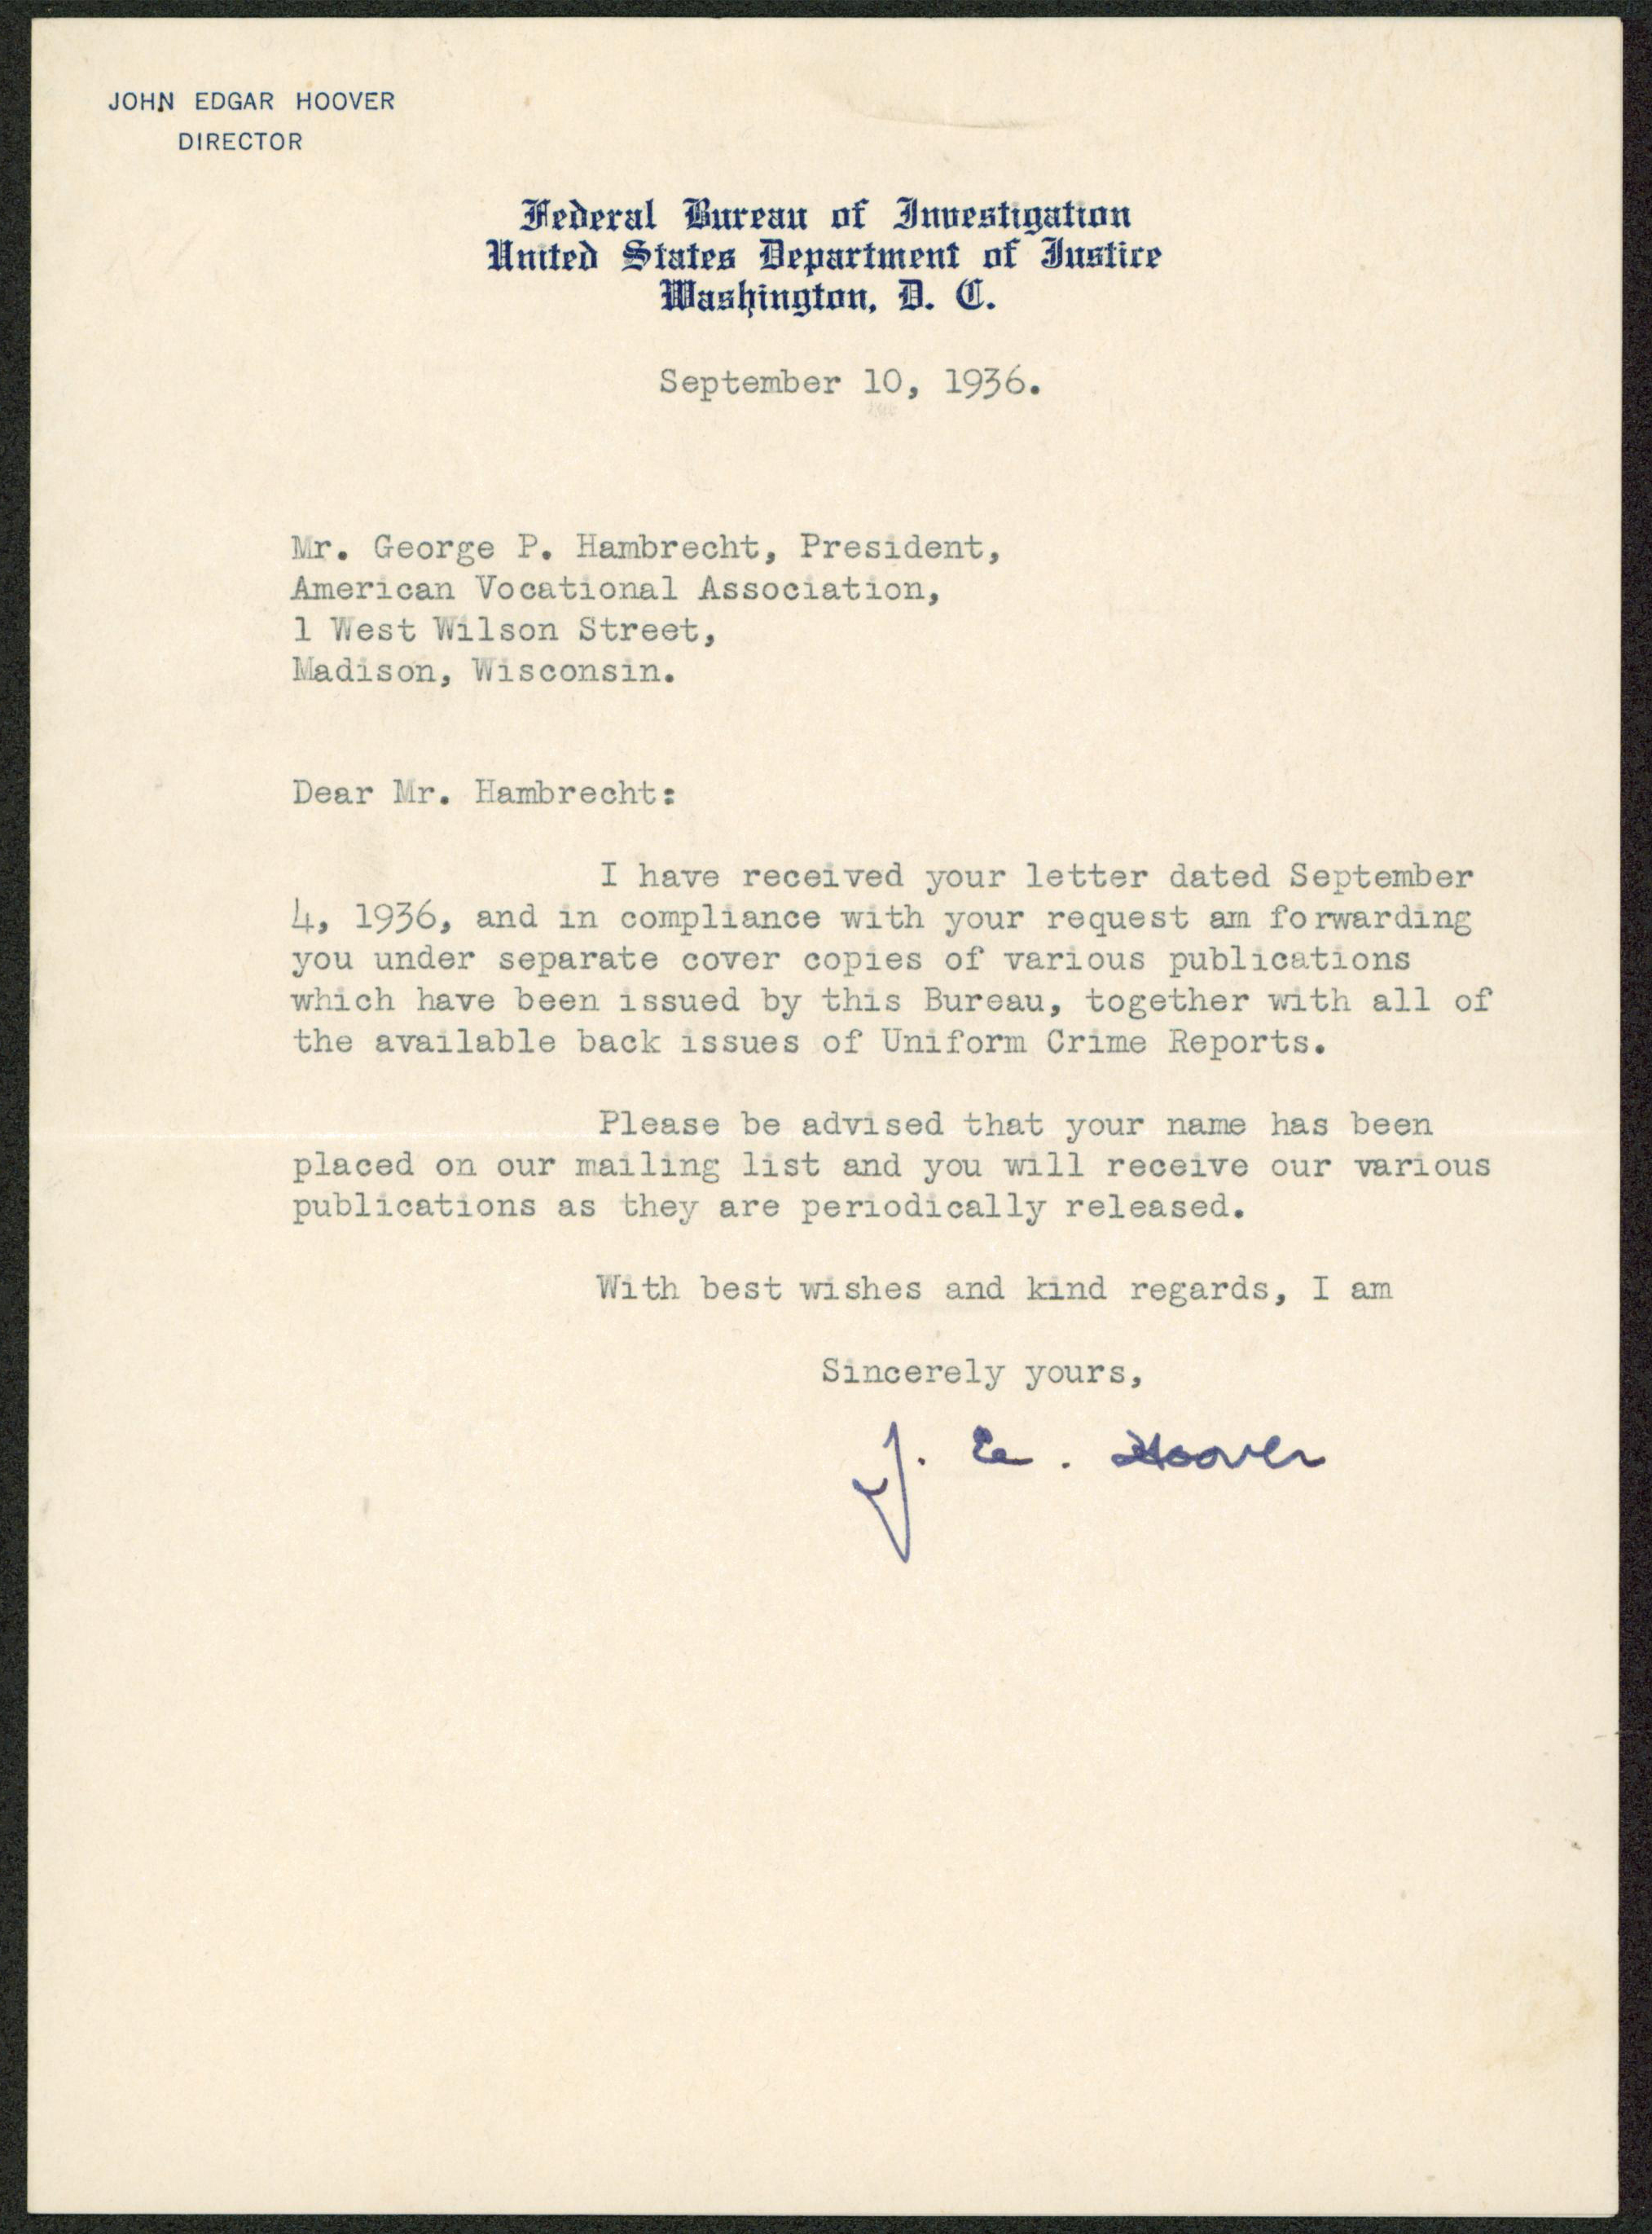 JOHN EDGAR HOOVER
DIRECTOR
Federal Bureau of Investigation
United States Department of Justice
Washington, D. C.
September 10, 1936.
Mr. George P. Hambrecht, President,
American Vocational Association,
1 West Wilson Street,
Madison, Wisconsin.
Dear Mr. Hambrecht:
I have received your letter dated September
4, 1936, and in compliance with your request am forwarding
you under separate cover copies of various publications
which have been issued by this Bureau, together with all of
the available back issues of Uniform Crime Reports.
Please be advised that your name has been
placed on our mailing list and you will receive our various
publications as they are periodically released.
With best wishes and kind regards, I am
Sincerely yours,
J. E. Hoover